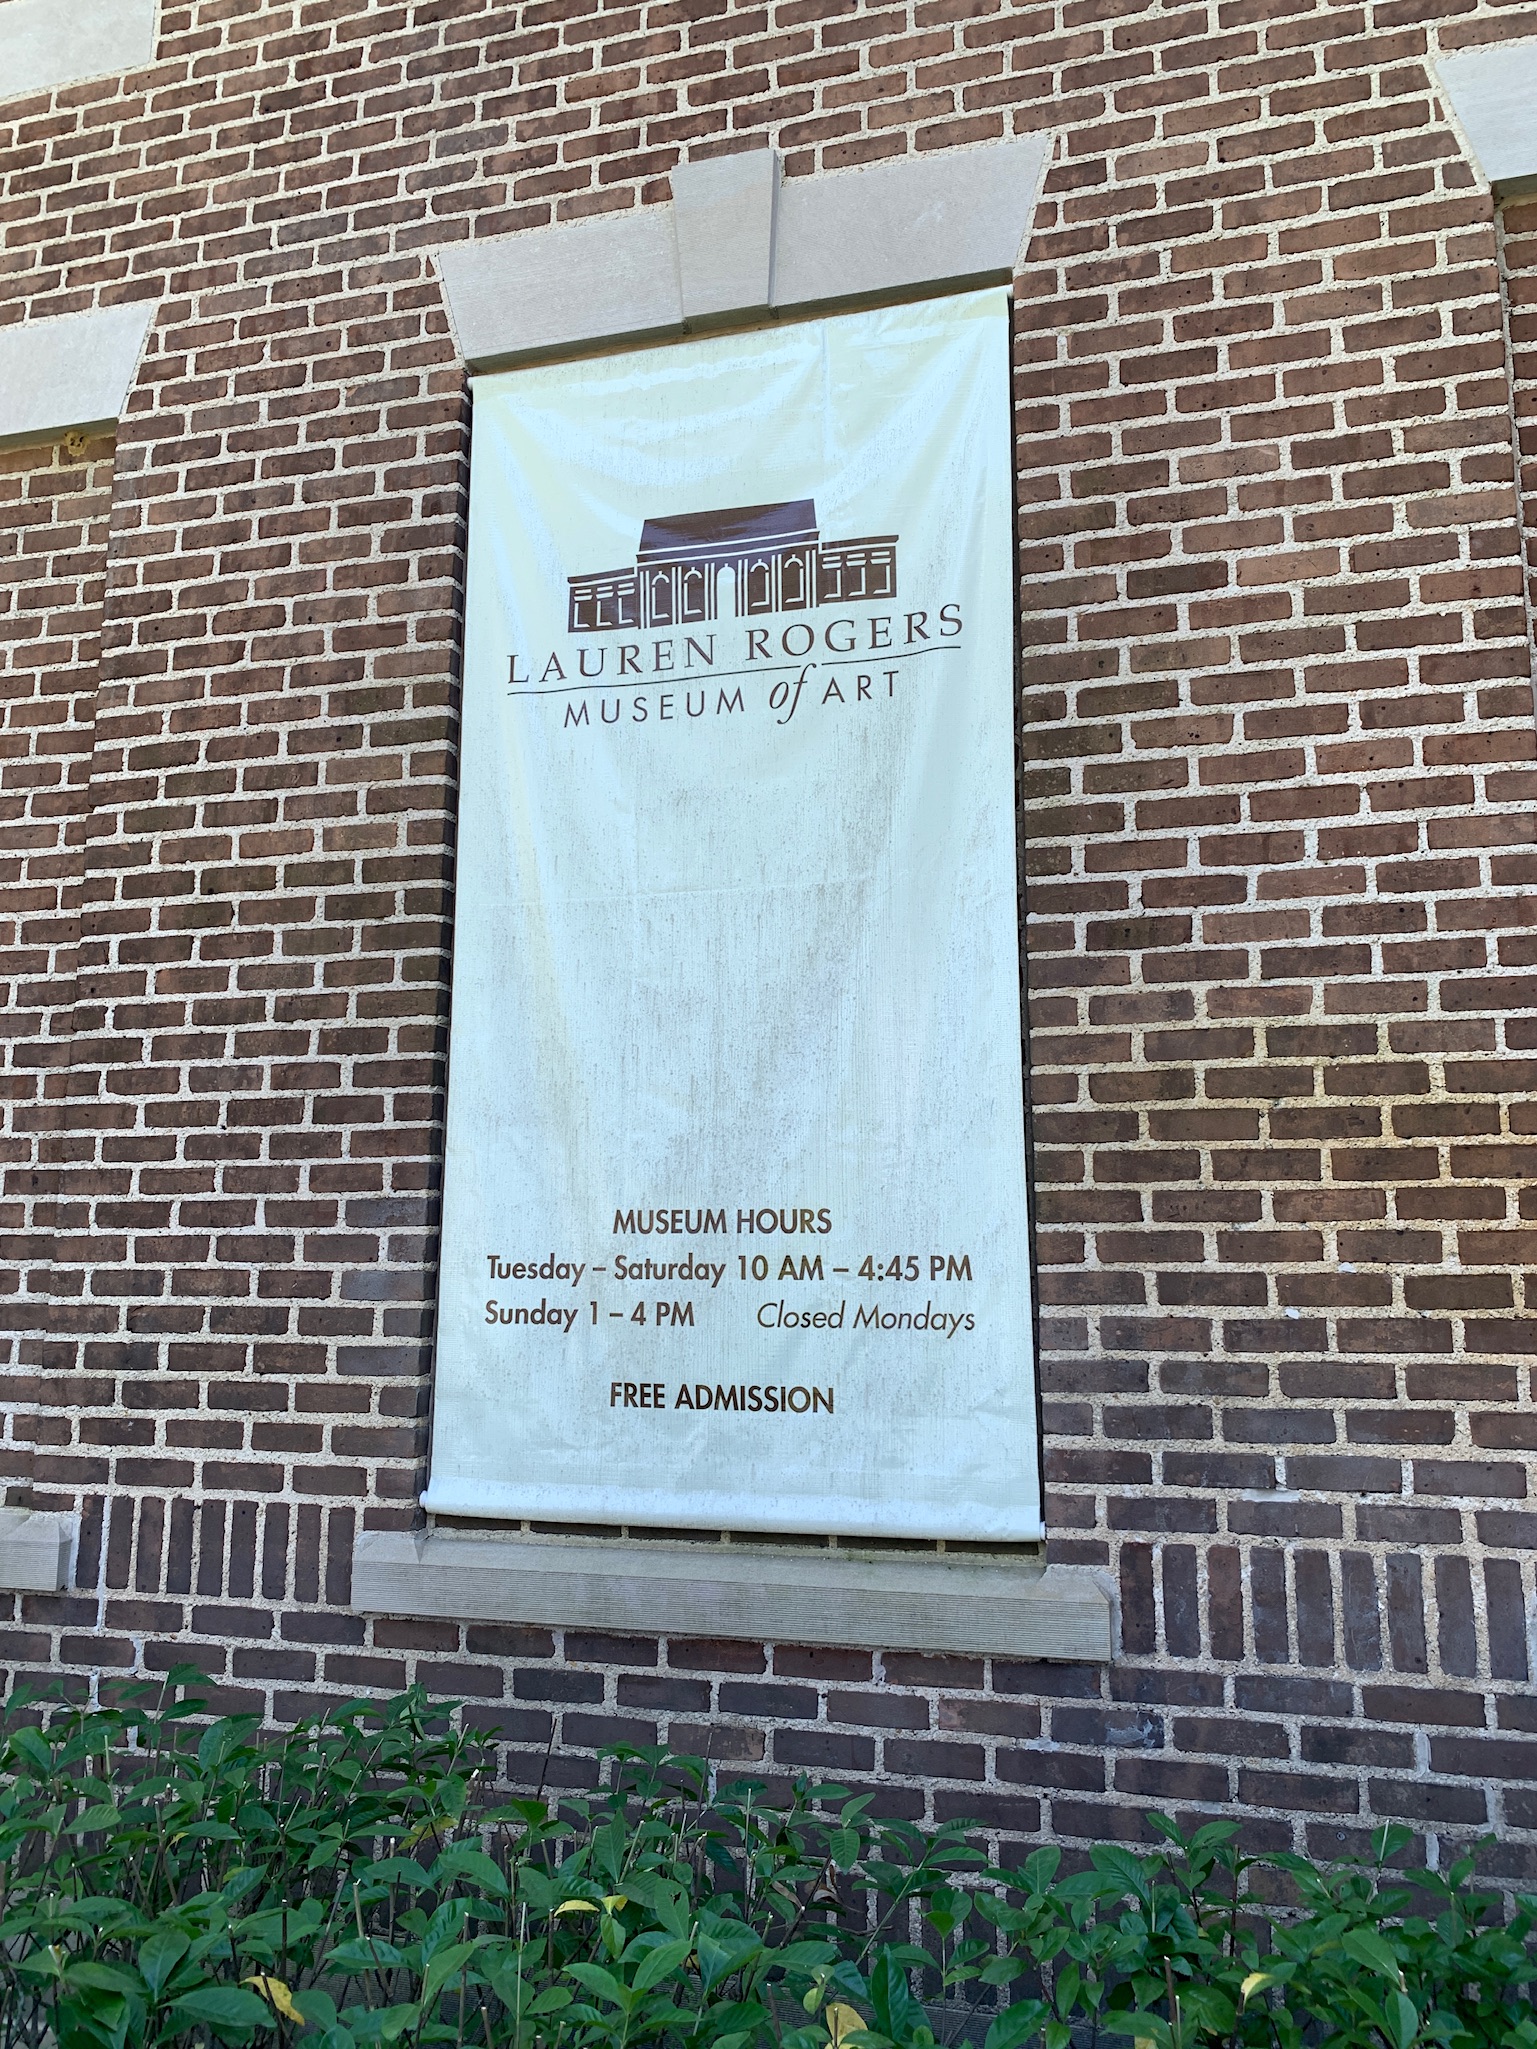 LAUREN ROGERS
MUSEUM of ART
MUSEUM HOURS
Tuesday – Saturday 10 AM – 4:45 PM
Sunday 1 – 4 PM Closed Mondays
FREE ADMISSION